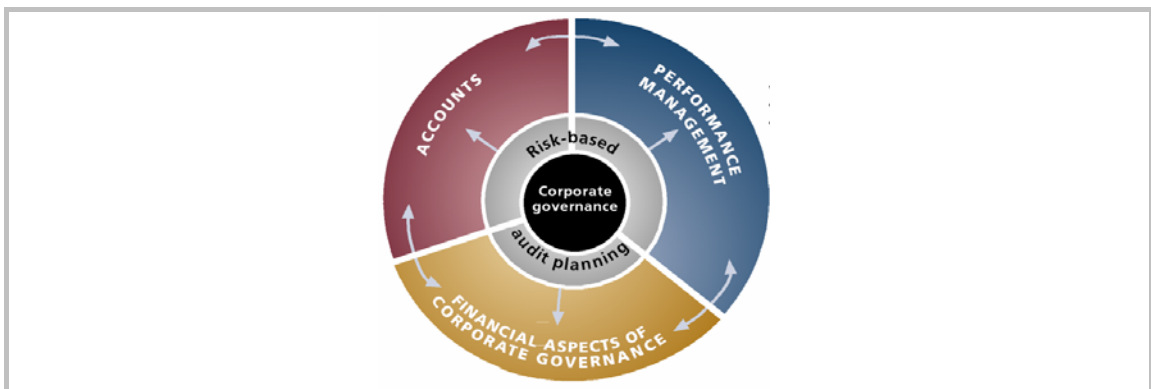 ACCOUNTS
PERFORMANCE
MANAGEMENT
Risk-based
Corporate
governance
audit planning
FINANCIAL ASPECTS OF
CORPORATE GOVERNANCE